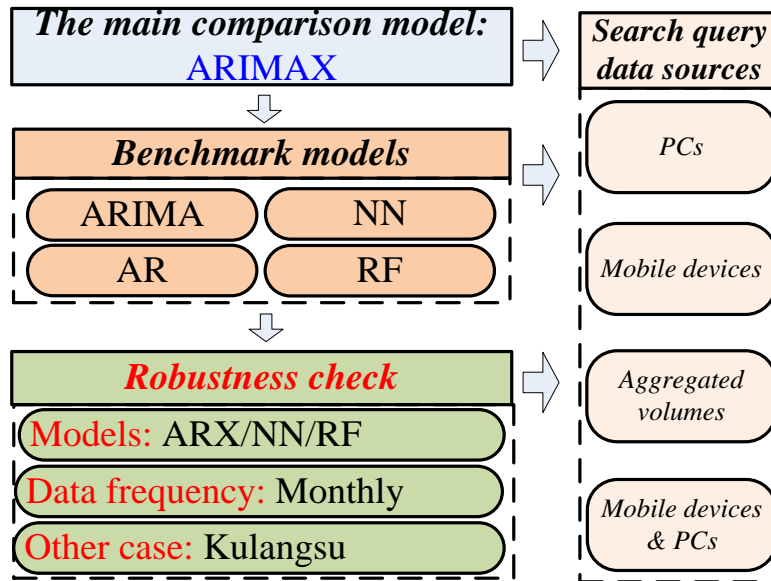 The main comparison model:
ARIMAX
Benchmark models
ARIMA
NN
AR
RF
Robustness check
Models: ARX/NN/RF
Data frequency: Monthly
Other case: Kulangsu
Search query
data sources
PCs
Mobile devices
Aggregated
volumes
Mobile devices
& PCs